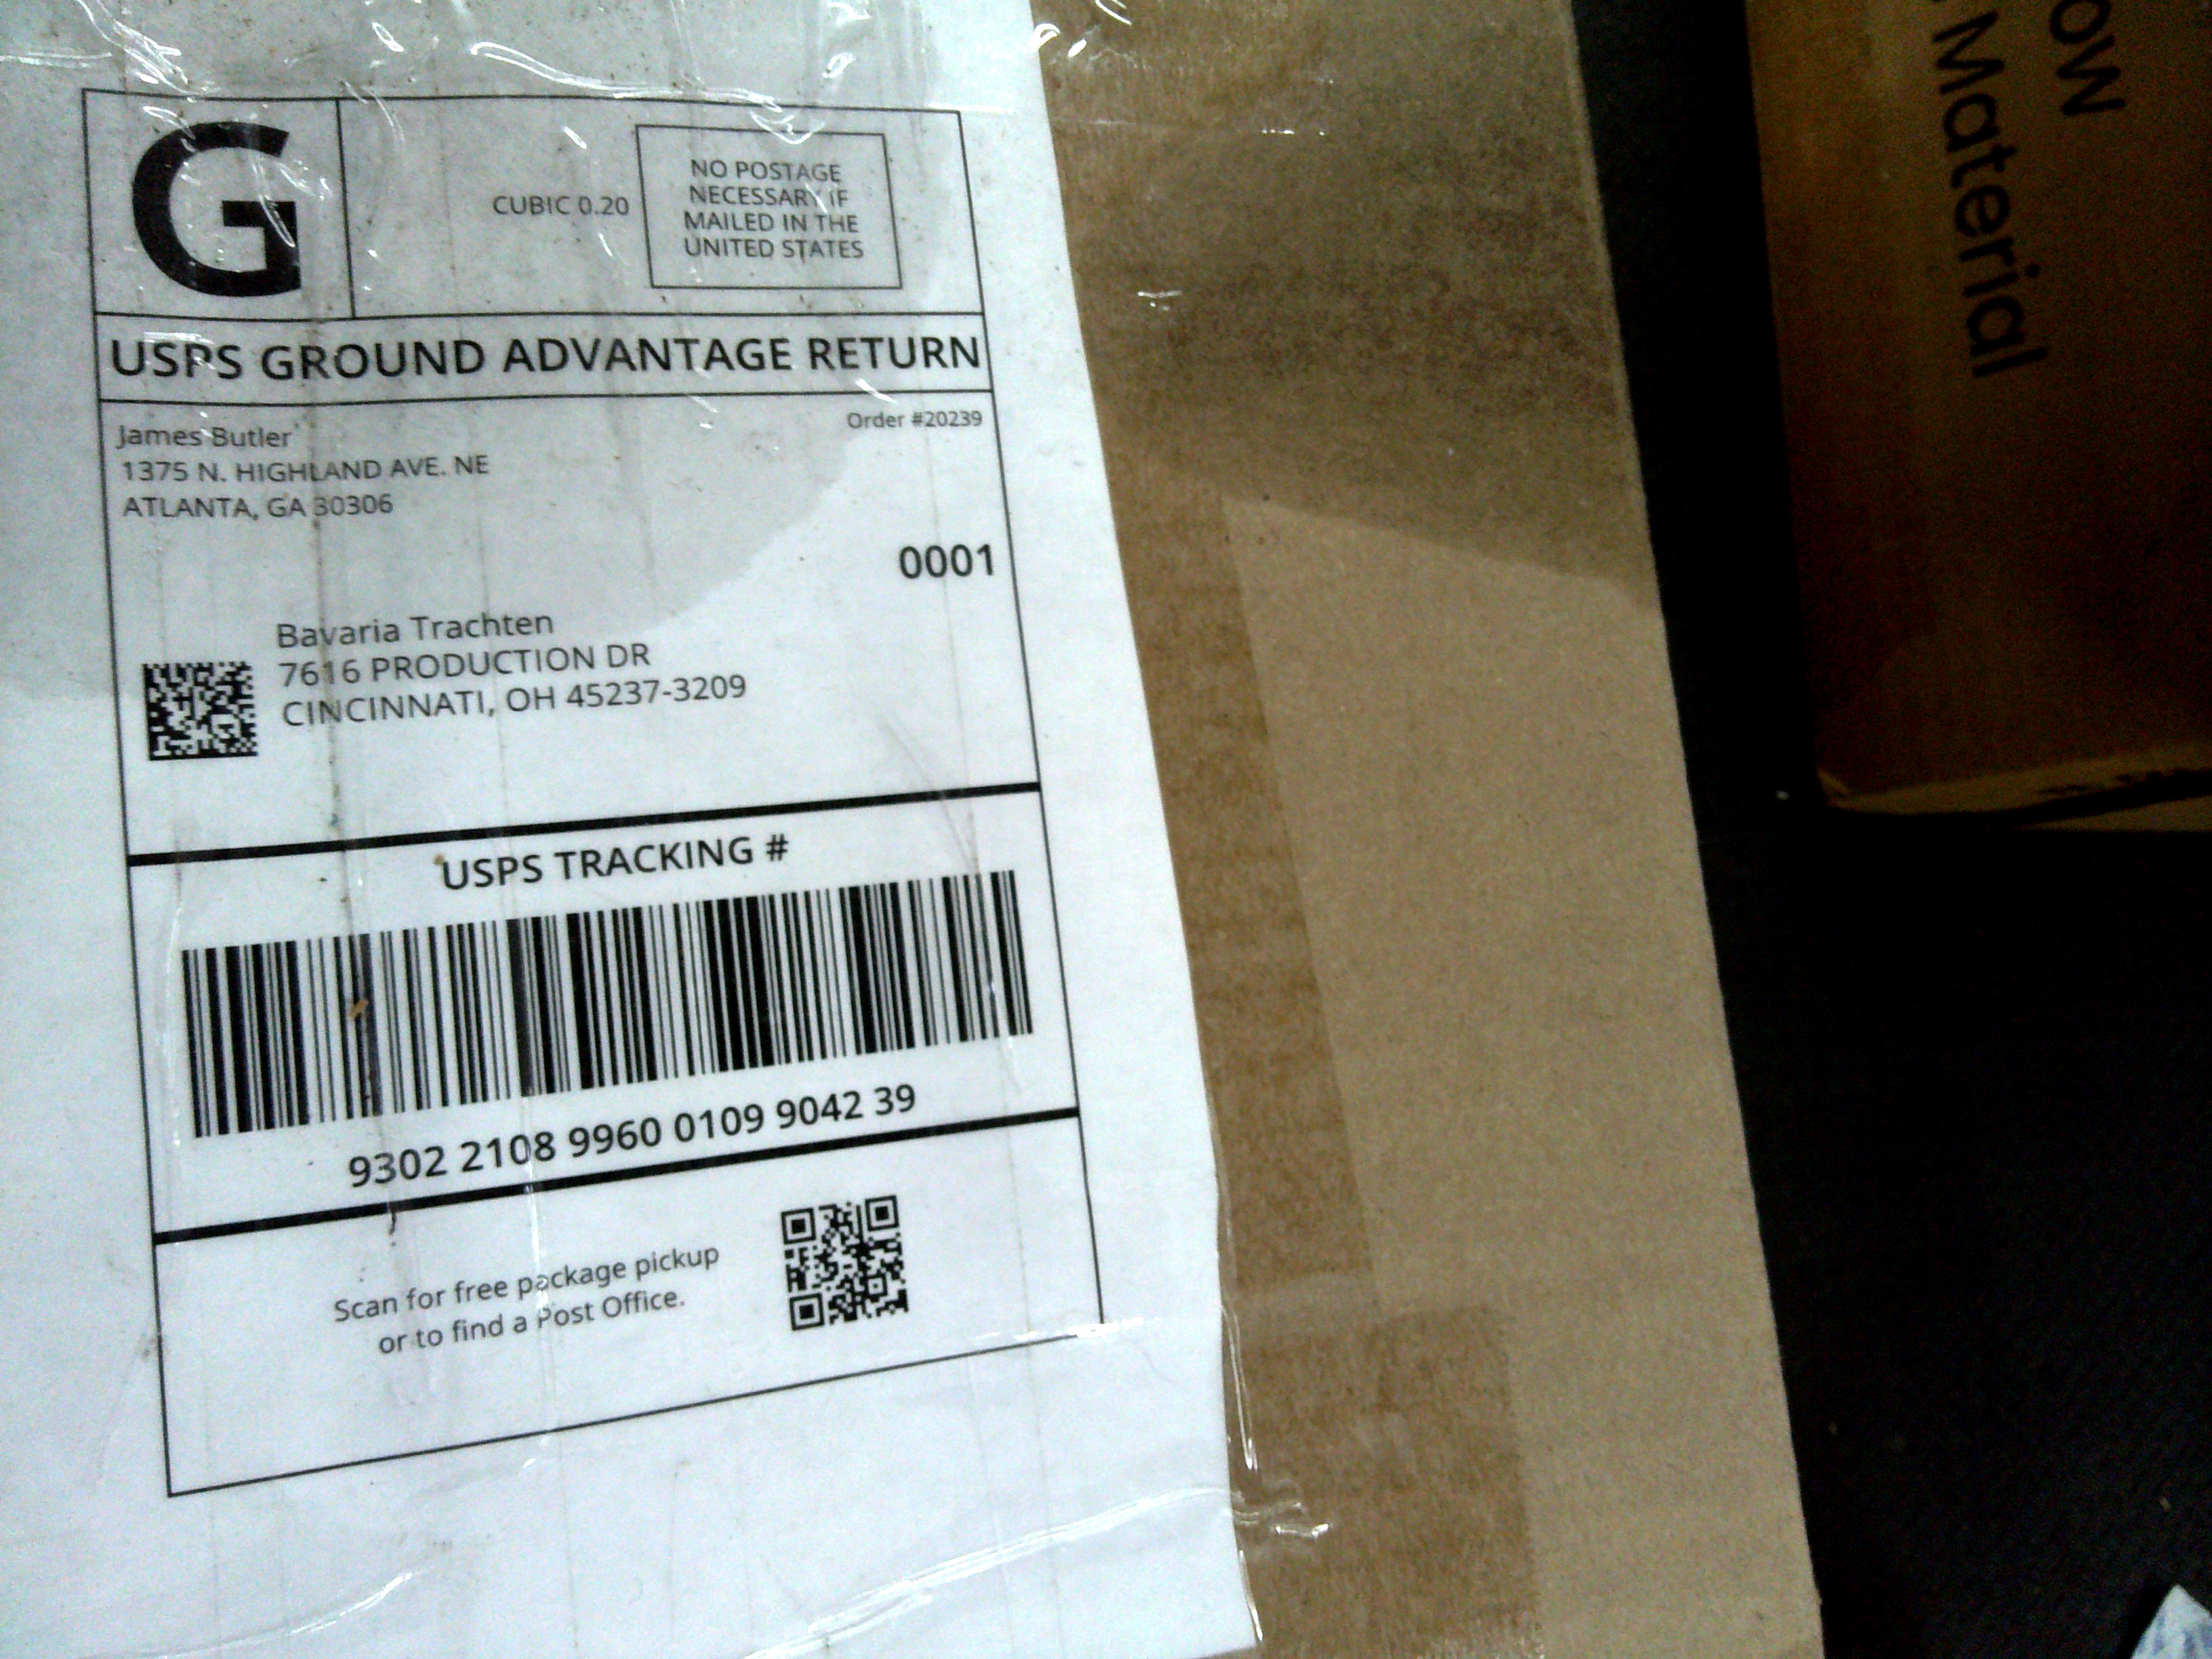 G
CUBIC 0.20
NO POSTAGE
NECESSARY IF
MAILED IN THE
UNITED STATES
USPS GROUND ADVANTAGE RETURN
James Butler
1375 N. HIGHLAND AVE. NE
ATLANTA, GA 30306
Order #20239
0001
Bavaria Trachten
7616 PRODUCTION DR
CINCINNATI, OH 45237-3209
USPS TRACKING #
9302 2108 9960 0109 9042 39
Scan for free package pickup
or to find a Post Office.
Material